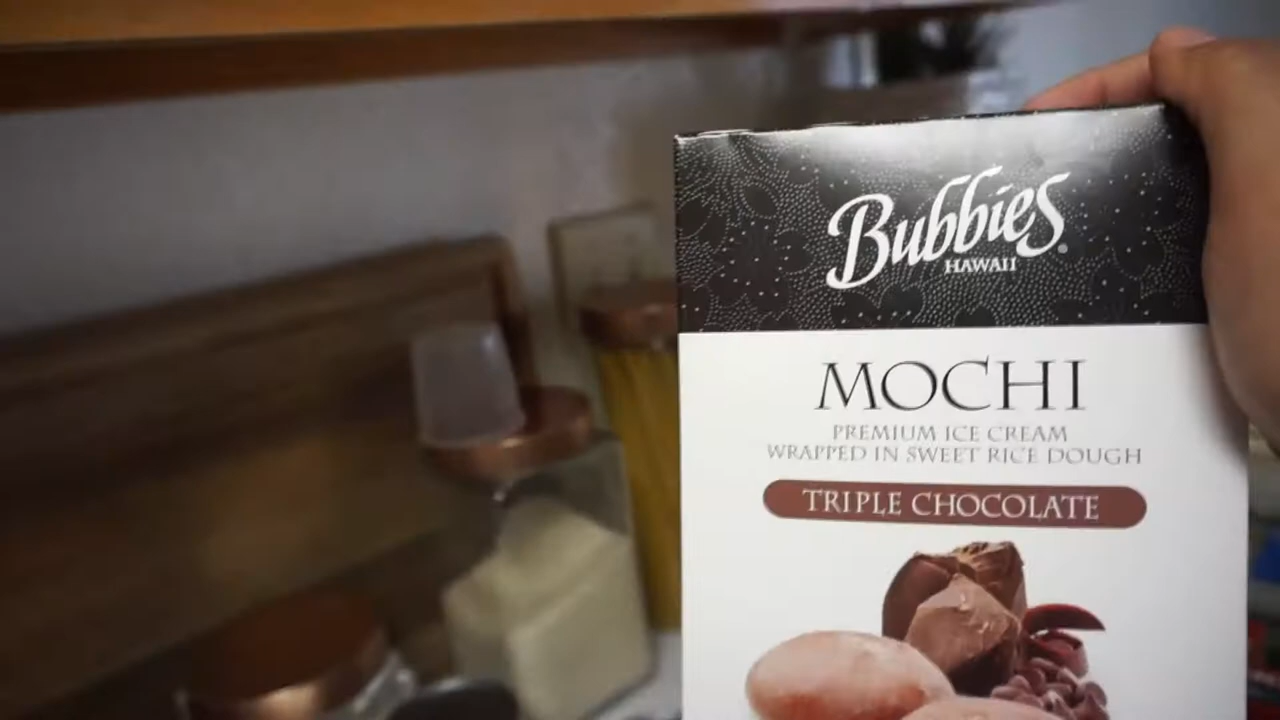 Bubbies®
HAWAII
MOCHI
PREMIUM ICE CREAM
WRAPPED IN SWEET RICE DOUGH
TRIPLE CHOCOLATE